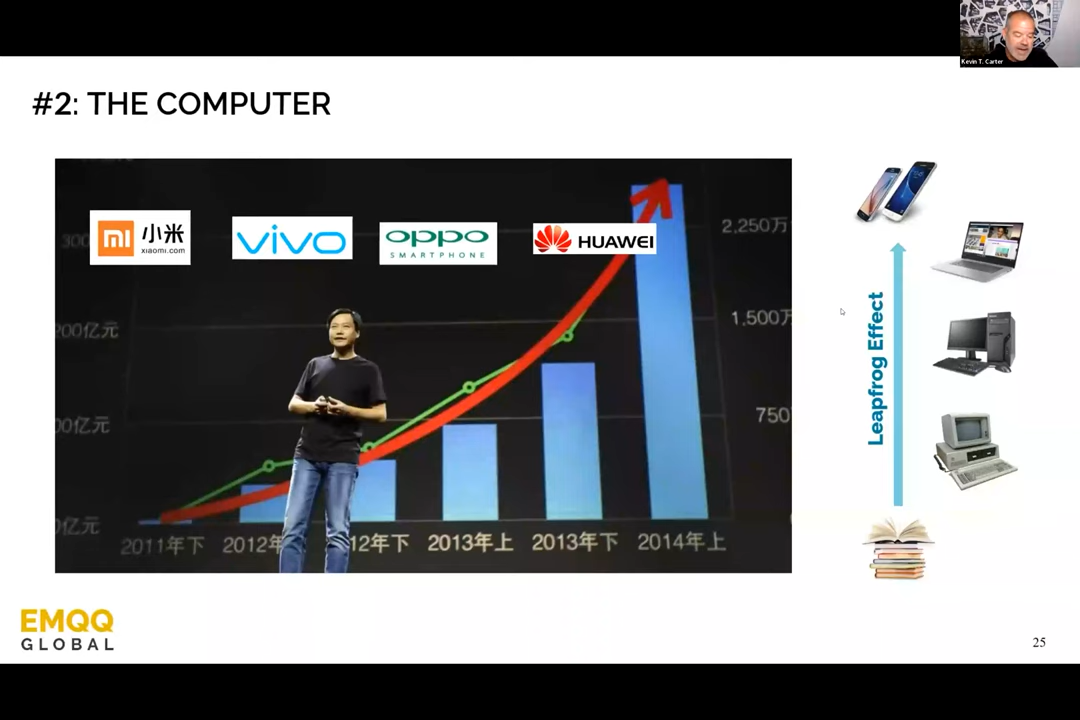 Kevin T. Carter
#2: THE COMPUTER
小米
xiaomi.com
vivo
oppo
SMARTPHONE
HUAWEI
2,250万
300
1,500万
200亿元
750
00亿元
亿元
2011年下
2012年
12年下
2013年上
2013年下
2014年上
Leapfrog Effect
EMQQ
GLOBAL
25